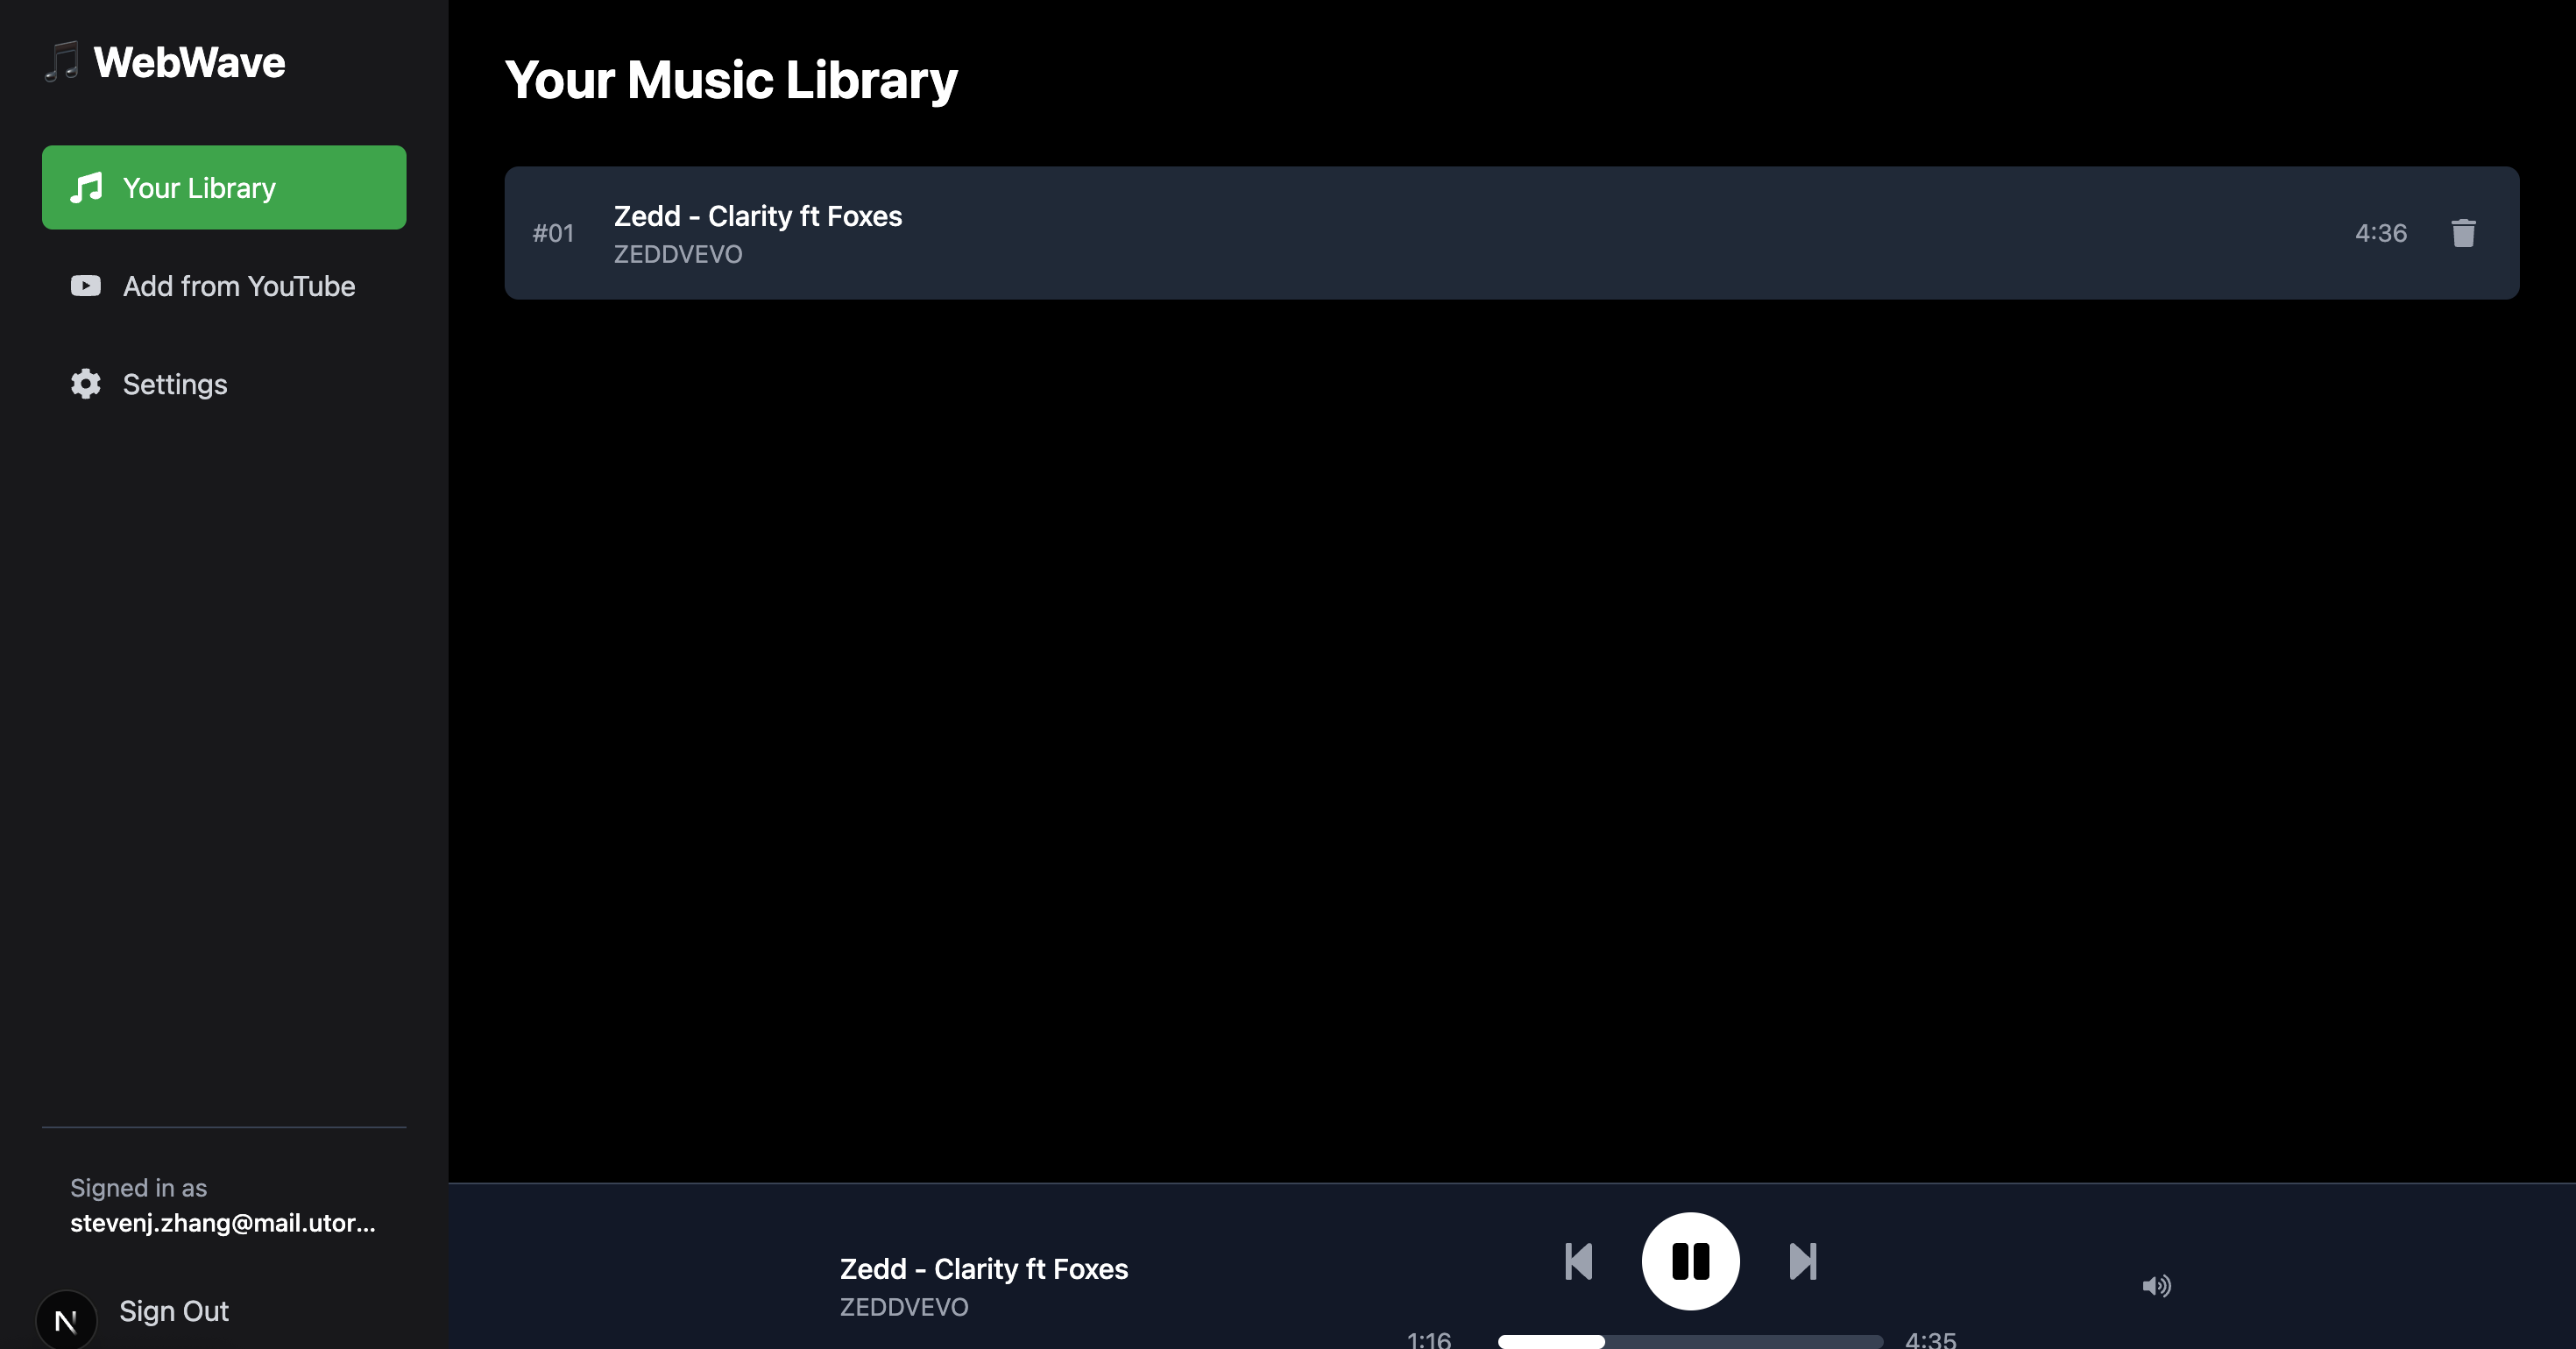 WebWave
Your Library
Add from YouTube
Settings
Signed in as
stevenj.zhang@mail.utor...
N
Sign Out
Your Music Library
#01
Zedd - Clarity ft Foxes
ZEDDVEVO
4:36
Zedd - Clarity ft Foxes
ZEDDVEVO
1:16
4:35